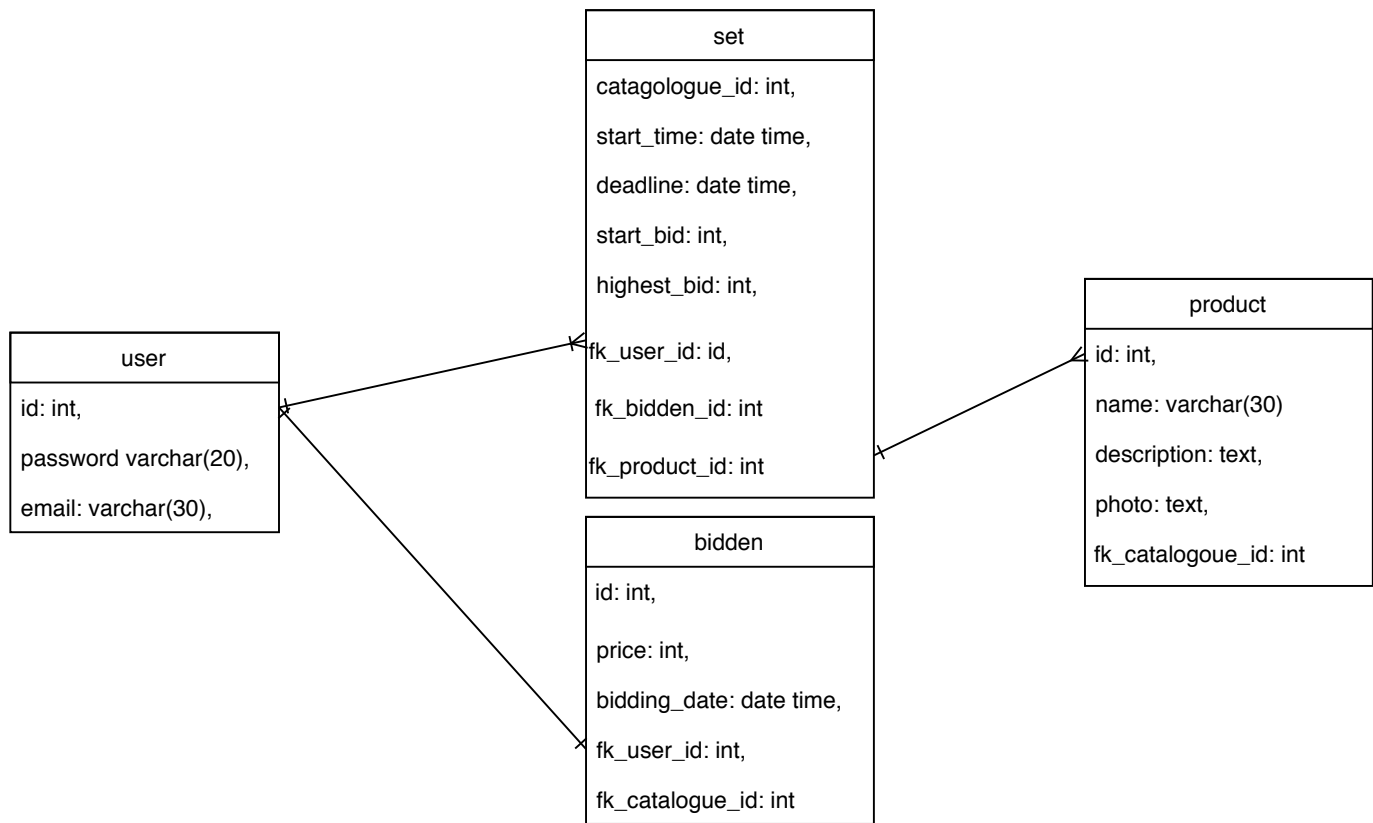 set
catagologue_id: int,
start_time: date time,
deadline: date time,
start_bid: int,
highest_bid: int,
fk_user_id: id,
fk_bidden_id: int
fk_product_id: int
user
id: int,
password varchar(20),
email: varchar(30),
product
id: int,
name: varchar(30)
description: text,
photo: text,
fk_catalogoue_id: int
bidden
id: int,
price: int,
bidding_date: date time,
fk_user_id: int,
fk_catalogue_id: int